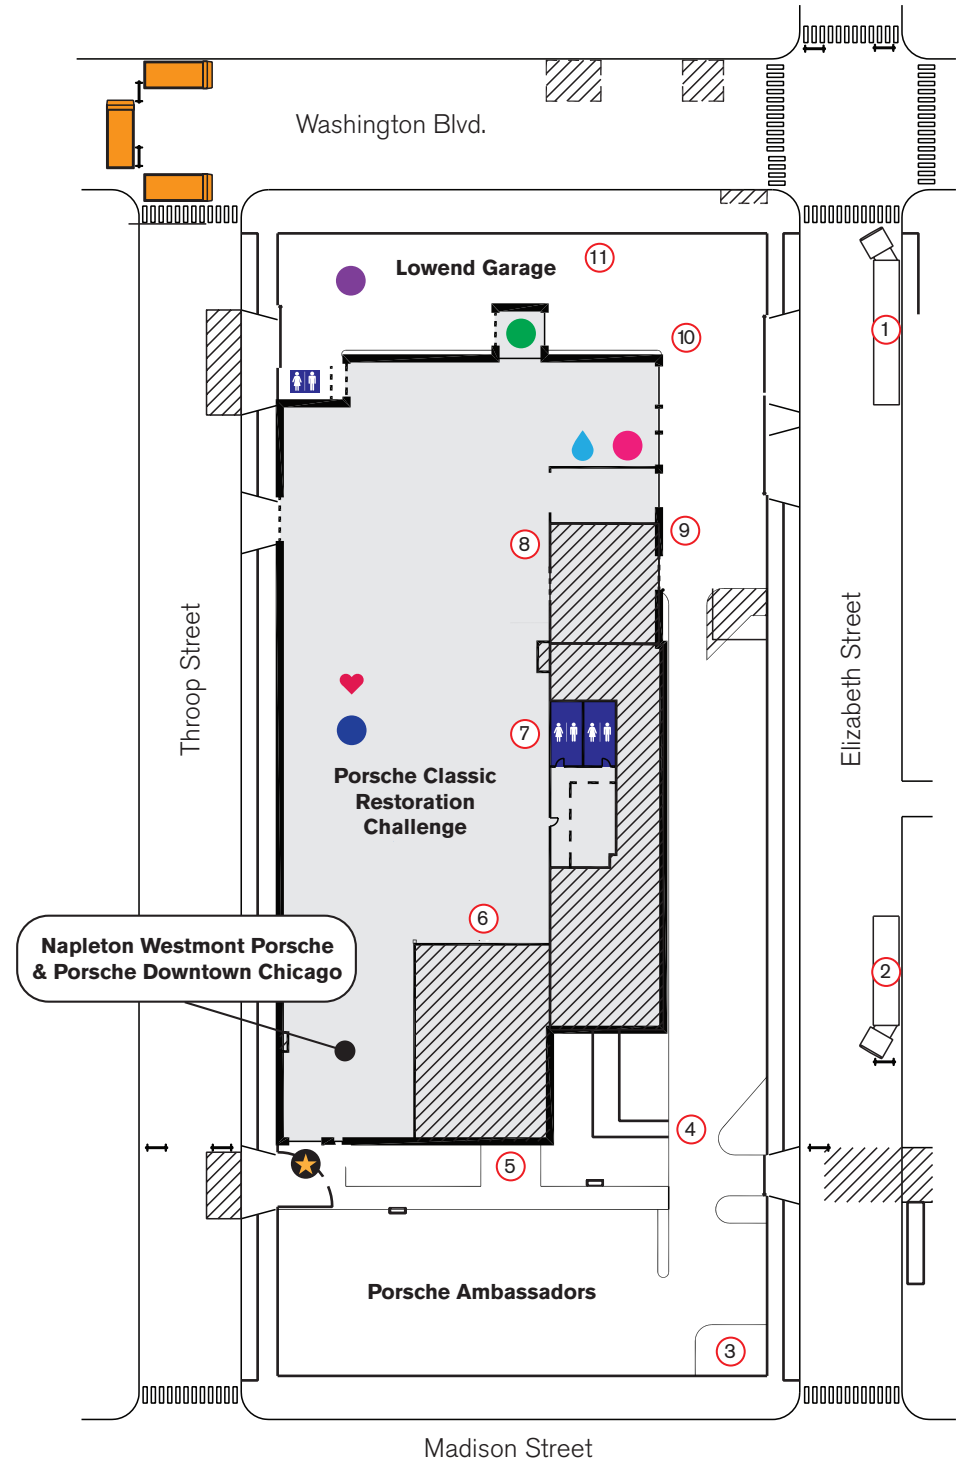 Washington Blvd.
Lowend Garage
11
1
10
9
8
Throop Street
Elizabeth Street
7
Porsche Classic
Restoration
Challenge
6
Napleton Westmont Porsche
& Porsche Downtown Chicago
2
4
5
Porsche Ambassadors
3
Madison Street